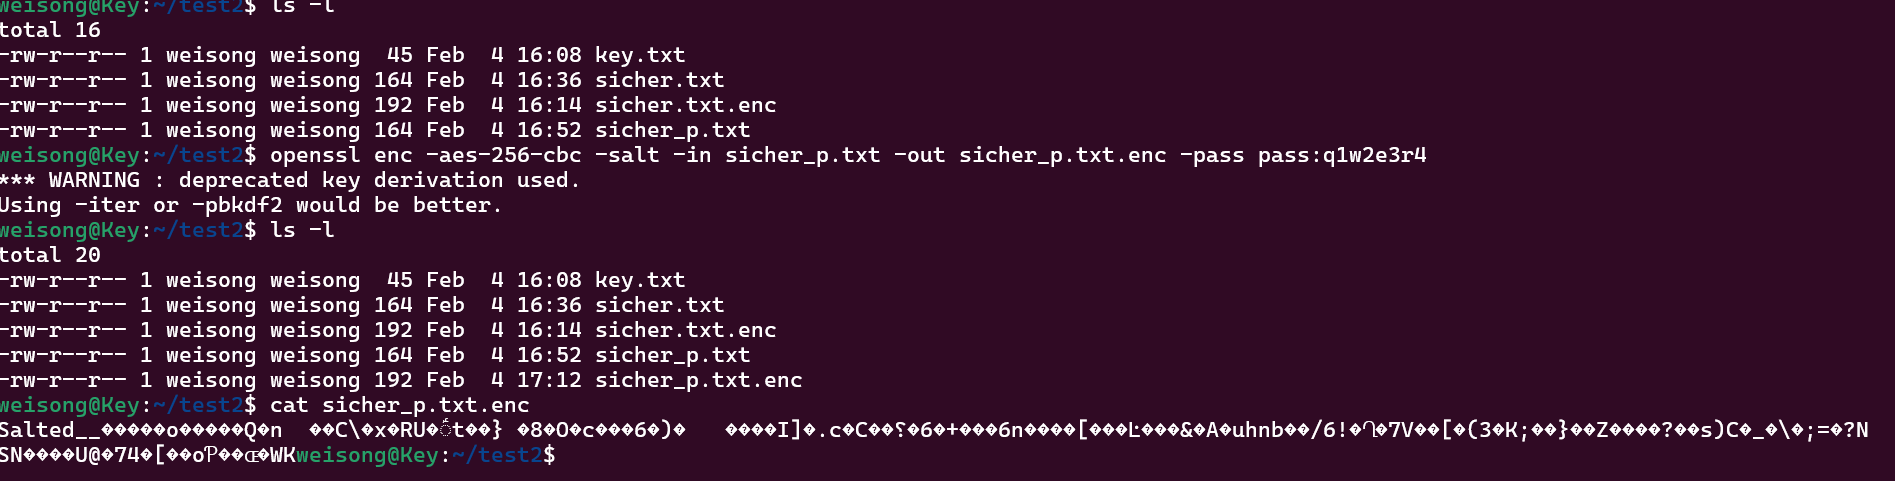 weisong@Key:~/test2$ ls -l
total 16
-rw-r--r-- 1 weisong weisong  45 Feb  4 16:08 key.txt
-rw-r--r-- 1 weisong weisong 164 Feb  4 16:36 sicher.txt
-rw-r--r-- 1 weisong weisong 192 Feb  4 16:14 sicher.txt.enc
-rw-r--r-- 1 weisong weisong 164 Feb  4 16:52 sicher_p.txt
weisong@Key:~/test2$ openssl enc -aes-256-cbc -salt -in sicher_p.txt -out sicher_p.txt.enc -pass pass:q1w2e3r4
*** WARNING : deprecated key derivation used.
Using -iter or -pbkdf2 would be better.
weisong@Key:~/test2$ ls -l
total 20
-rw-r--r-- 1 weisong weisong  45 Feb  4 16:08 key.txt
-rw-r--r-- 1 weisong weisong 164 Feb  4 16:36 sicher.txt
-rw-r--r-- 1 weisong weisong 192 Feb  4 16:14 sicher.txt.enc
-rw-r--r-- 1 weisong weisong 164 Feb  4 16:52 sicher_p.txt
-rw-r--r-- 1 weisong weisong 192 Feb  4 17:12 sicher_p.txt.enc
weisong@Key:~/test2$ cat sicher_p.txt.enc
Salted__�����o�����Q�n  ��C\�x�RU�t��} �8�O�c���6�)�   ����I]�.c�C��؟�6�+���6n����[���Ŀ���&�A�uhnb��/6!��7V��[�(3�K;��}��Z����?��s)C�_�\�;=�?N
SN����U@�74�[��oƤ��œ�WKweisong@Key:~/test2$